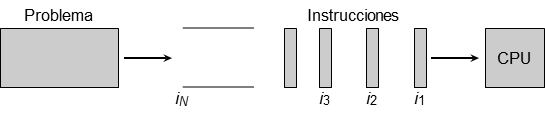 Problema
Instrucciones
CPU
iN
i3
i2
i1